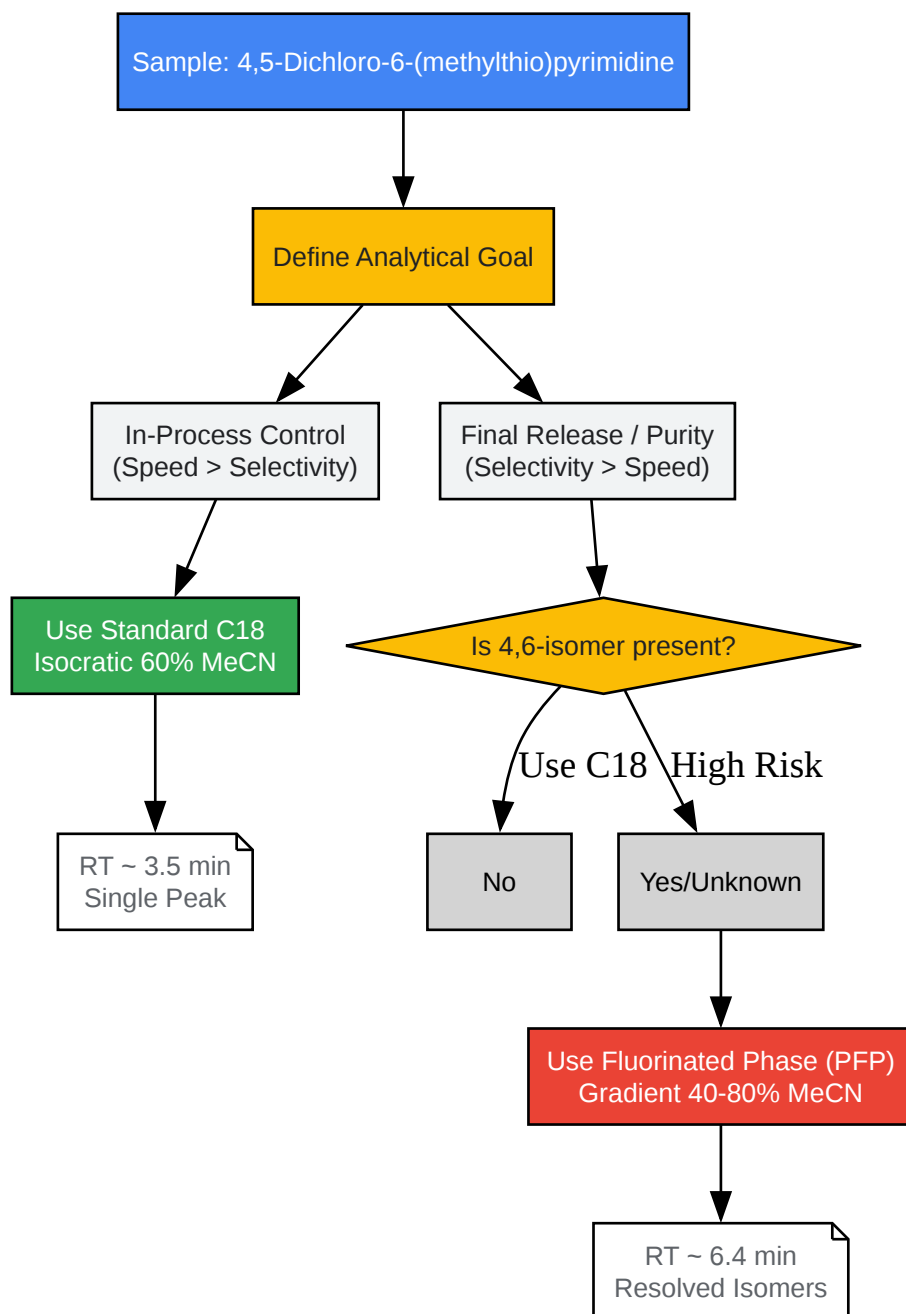 Sample: 4,5-Dichloro-6-(methylthio)pyrimidine
Define Analytical Goal
In-Process Control
(Speed > Selectivity)
Final Release / Purity
(Selectivity > Speed)
Use Standard C18
Isocratic 60% MeCN
Is 4,6-isomer present?
Use C18
High Risk
RT ~ 3.5 min
Single Peak
No
Yes/Unknown
Use Fluorinated Phase (PFP)
Gradient 40-80% MeCN
RT ~ 6.4 min
Resolved Isomers